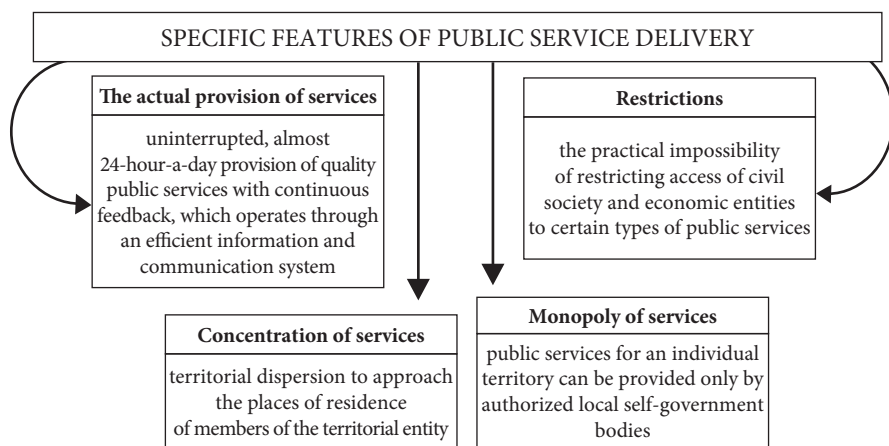 SPECIFIC FEATURES OF PUBLIC SERVICE DELIVERY
The actual provision of services
uninterrupted, almost
24-hour-a-day provision of quality
public services with continuous
feedback, which operates through
an efficient information and
communication system
Restrictions
the practical impossibility
of restricting access of civil
society and economic entities
to certain types of public services
Concentration of services
territorial dispersion to approach
the places of residence
of members of the territorial entity
Monopoly of services
public services for an individual
territory can be provided only by
authorized local self-government
bodies